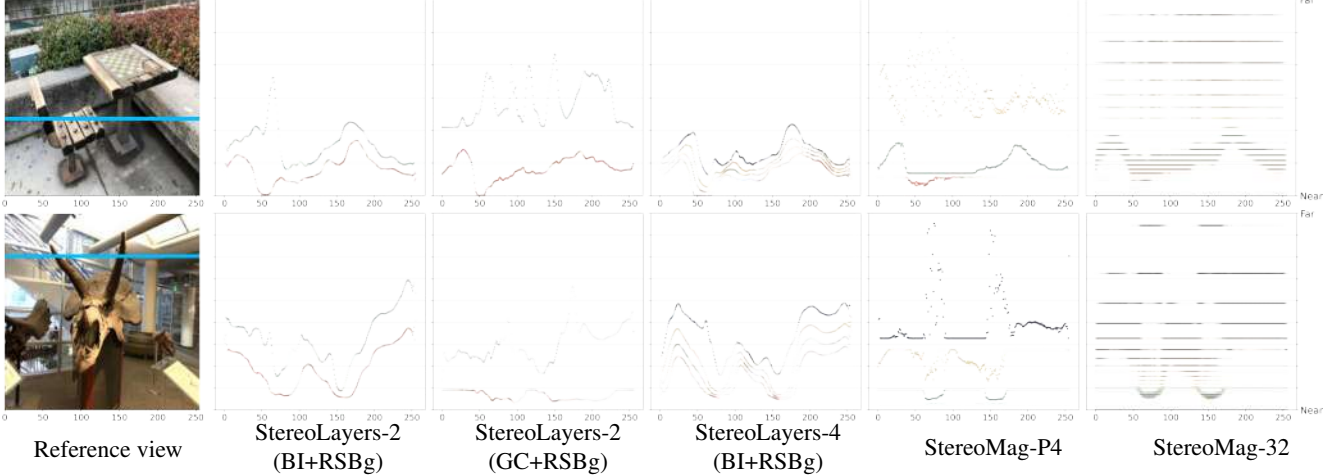 Far
0 50 100 150 200 250 0 50 100 150 200 250 0 50 100 150 200 250 0 50 100 150 200 250 0 50 100 150 200 250 0 50 100 150 200 250
Near
Far
0 50 100 150 200 250 0 50 100 150 200 250 0 50 100 150 200 250 0 50 100 150 200 250 0 50 100 150 200 250 0 50 100 150 200 250
Near
Reference view
StereoLayers-2
(BI+RSBg)
StereoLayers-2
(GC+RSBg)
StereoLayers-4
(BI+RSBg)
StereoMag-P4
StereoMag-32